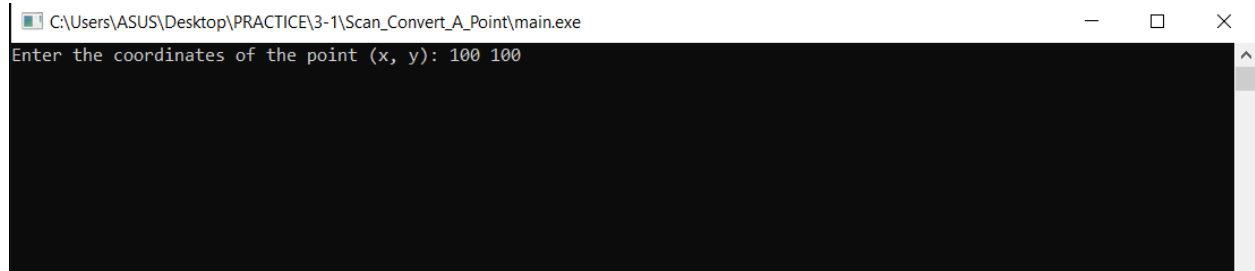 C:\Users\ASUS\Desktop\PRACTICE\3-1\Scan_Convert_A_Point\main.exe
Enter the coordinates of the point (x, y): 100 100